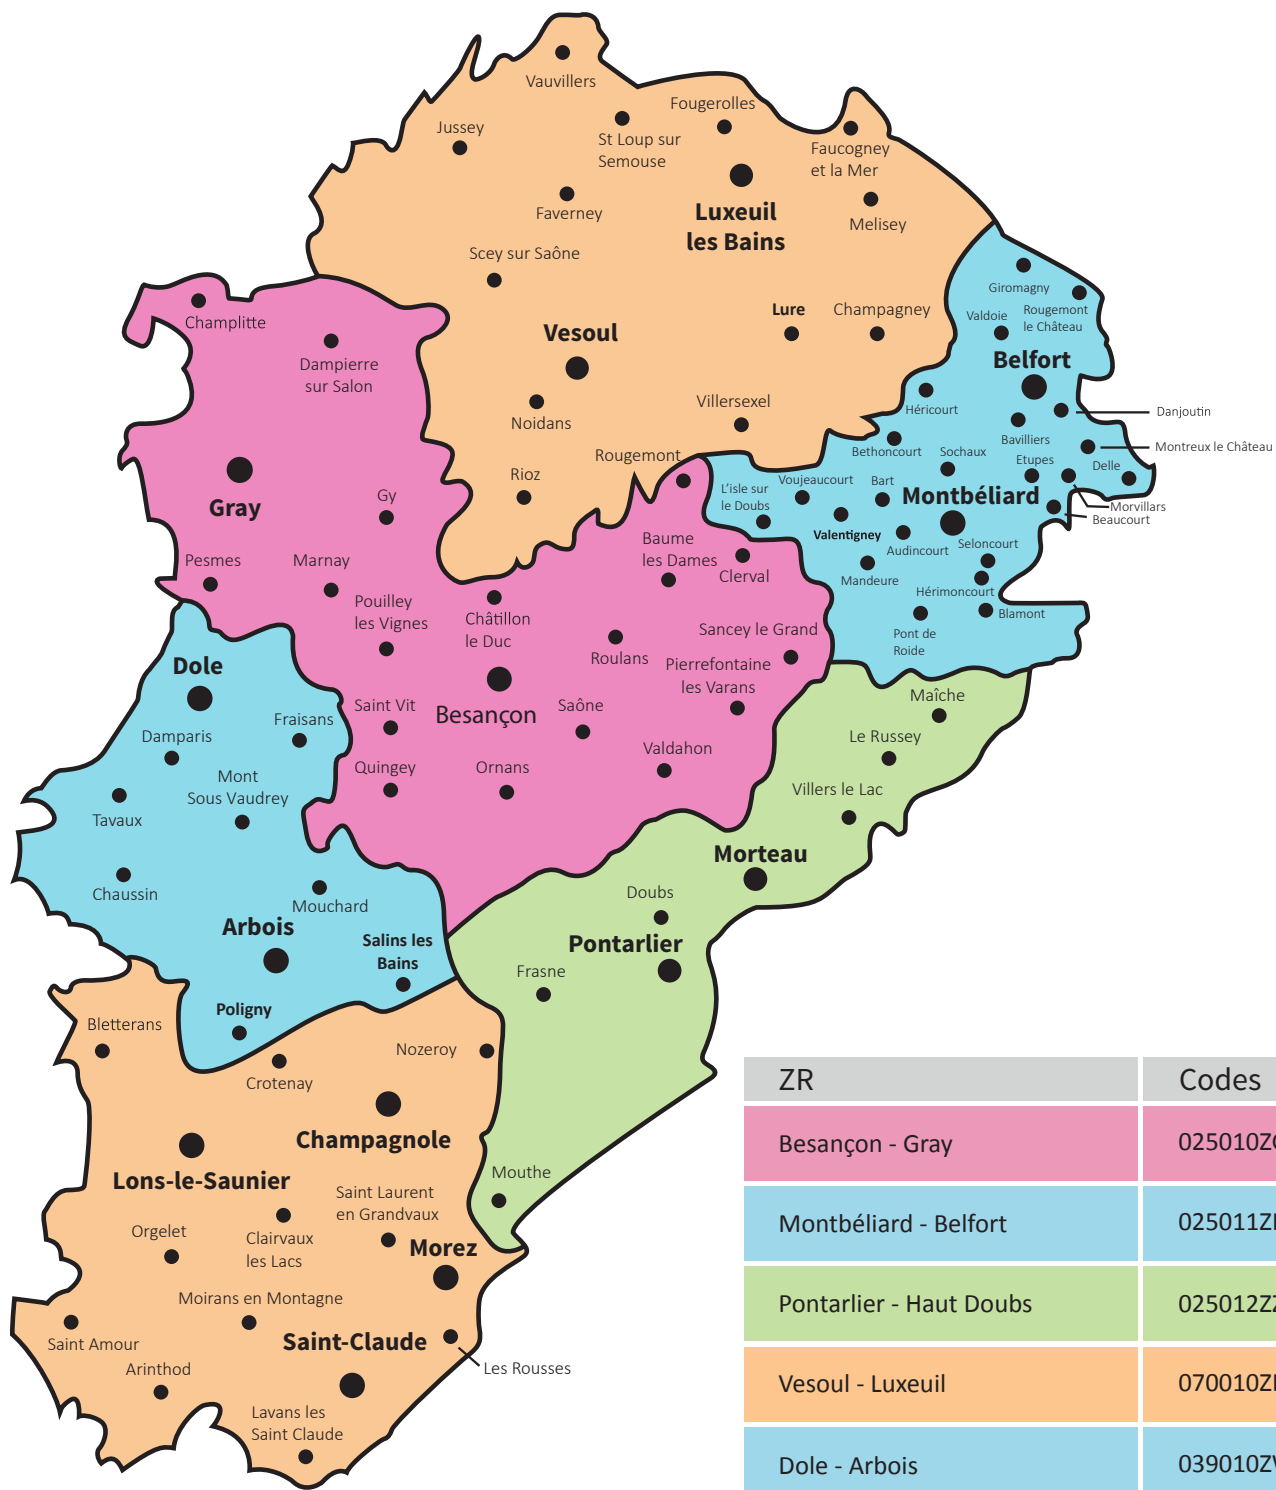 Vauvillers
Fougerolles
Jussey
St Loup sur
Semouse
Faucogney
et la Mer
Faverney
Luxeuil
les Bains
Melisey
Scey sur Saône
Giromagny
Champlitte
Vesoul
Lure
Champagney
Valdoie
Rougemont
le Château
Dampierre
sur Salon
Belfort
Noidans
Villersexel
Héricourt
Danjoutin
Bavilliers
Montreux le Château
Rougemont
Bethoncourt
Sochaux
Etupes
Delle
Rioz
L'isle sur
le Doubs
Voujeaucourt
Bart
Montbéliard
Gray
Gy
Morvillars
Beaucourt
Valentigney
Audincourt
Seloncourt
Baume
les Dames
Clerval
Pesmes
Marnay
Mandeure
Hérimoncourt
Pouilley
les Vignes
Châtillon
le Duc
Blamont
Sancey le Grand
Pont de
Roide
Roulans
Pierrefontaine
les Varans
Dole
Maîche
Saint Vit
Besançon
Saône
Fraisans
Damparis
Le Russey
Valdahon
Quingey
Ornans
Mont
Sous Vaudrey
Villers le Lac
Tavaux
Morteau
Chaussin
Mouchard
Doubs
Arbois
Salins les
Bains
Pontarlier
Frasne
Poligny
Bletterans
Nozeroy
Crotenay
Champagnole
Lons-le-Saunier
Mouthe
Saint Laurent
en Grandvaux
Orgelet
Clairvaux
les Lacs
Morez
Moirans en Montagne
Saint-Claude
Saint Amour
Arinthod
Les Rousses
Lavans les
Saint Claude
ZR Codes
Besançon - Gray 025010Z
Montbéliard - Belfort 025011Z
Pontarlier - Haut Doubs 025012Z
Vesoul - Luxeuil 070010Z
Dole - Arbois 039010Z